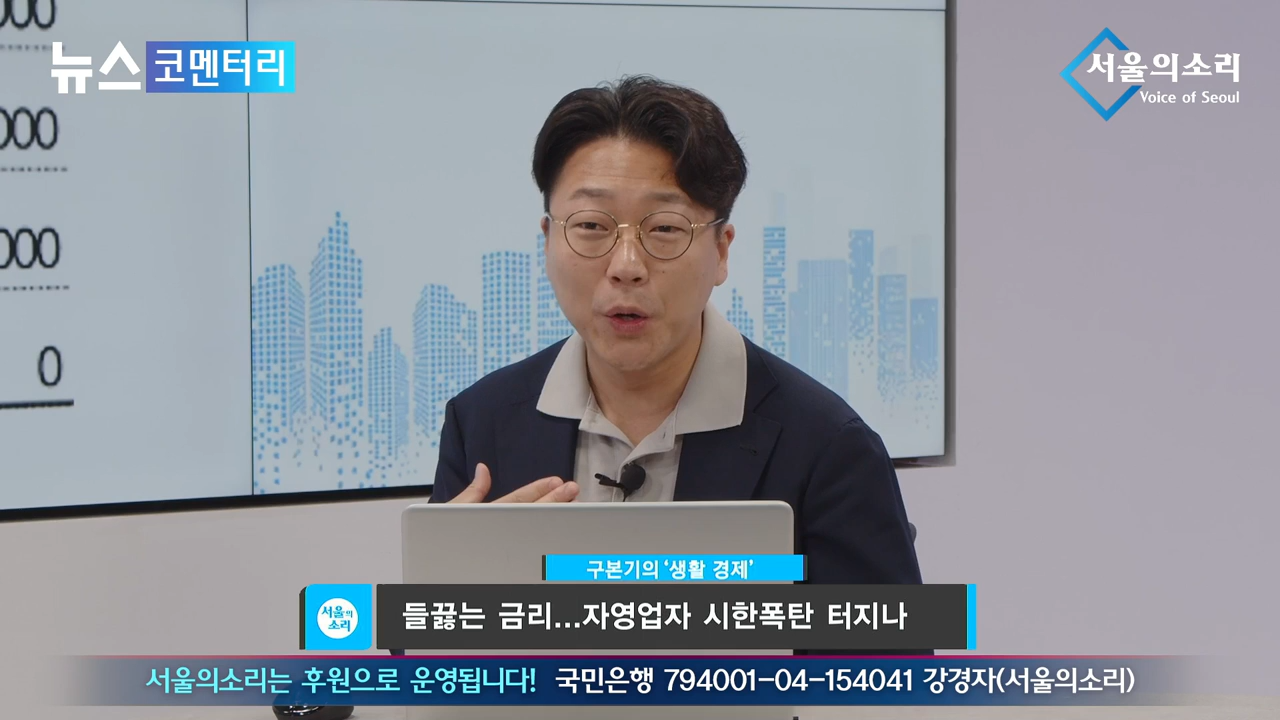 000
000
000
0
뉴스 코멘터리
서울의소리
Voice of Seoul
구본기의 '생활 경제'
서울의 소리
들끓는 금리...자영업자 시한폭탄 터지나
서울의소리는 후원으로 운영됩니다! 국민은행 794001-04-154041 강경자(서울의소리)